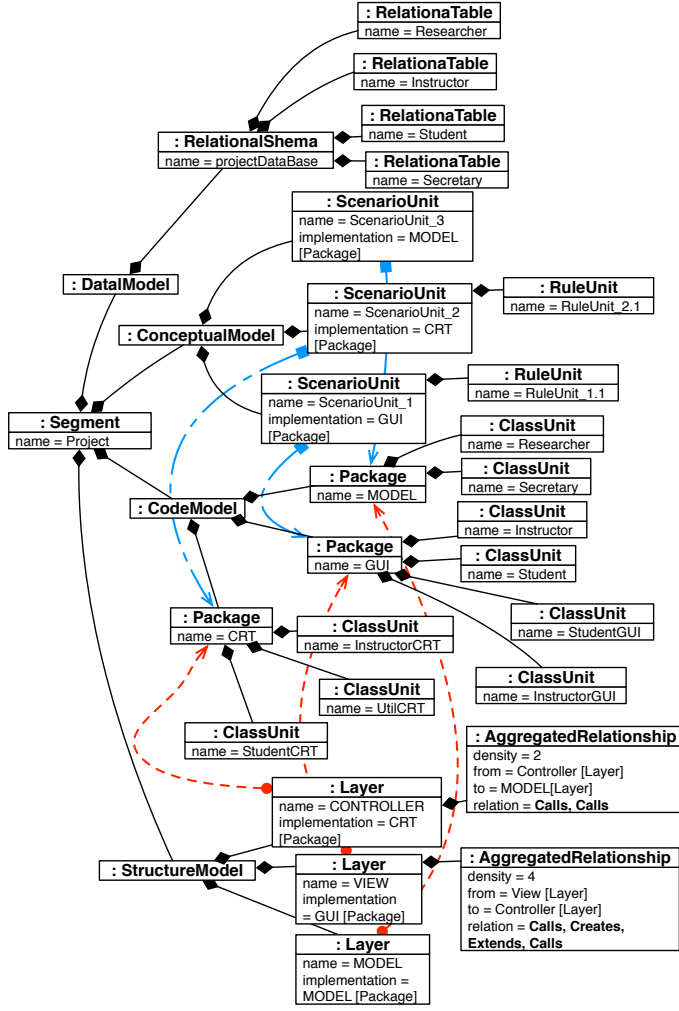 : RelationaTable
name = Researcher
: RelationaTable
name = Instructor
: RelationaTable
name = Student
: RelationalShema
name = projectDataBase
: RelationaTable
name = Secretary
: ScenarioUnit
name = ScenarioUnit_3
implementation = MODEL
[Package]
: DatalModel
: ScenarioUnit
name = ScenarioUnit_2
implementation = CRT
[Package]
: RuleUnit
name = RuleUnit_2.1
: ConceptualModel
: ScenarioUnit
name = ScenarioUnit_1
implementation = GUI
[Package]
: RuleUnit
name = RuleUnit_1.1
: Segment
name = Project
: ClassUnit
name = Researcher
: Package
name = MODEL
: ClassUnit
name = Secretary
: CodeModel
: ClassUnit
name = Instructor
: Package
name = GUI
: ClassUnit
name = Student
: Package
name = CRT
: ClassUnit
name = StudentGUI
: ClassUnit
name = InstructorCRT
: ClassUnit
name = InstructorGUI
: ClassUnit
name = UtilCRT
: ClassUnit
name = StudentCRT
: AggregatedRelationship
density = 2
from = Controller [Layer]
to = MODEL[Layer]
relation = Calls, Calls
: Layer
name = CONTROLLER
implementation = CRT
[Package]
: StructureModel
: Layer
name = VIEW
implementation
= GUI [Package]
: AggregatedRelationship
density = 4
from = View [Layer]
to = Controller [Layer]
relation = Calls, Creates,
Extends, Calls
: Layer
name = MODEL
implementation =
MODEL [Package]